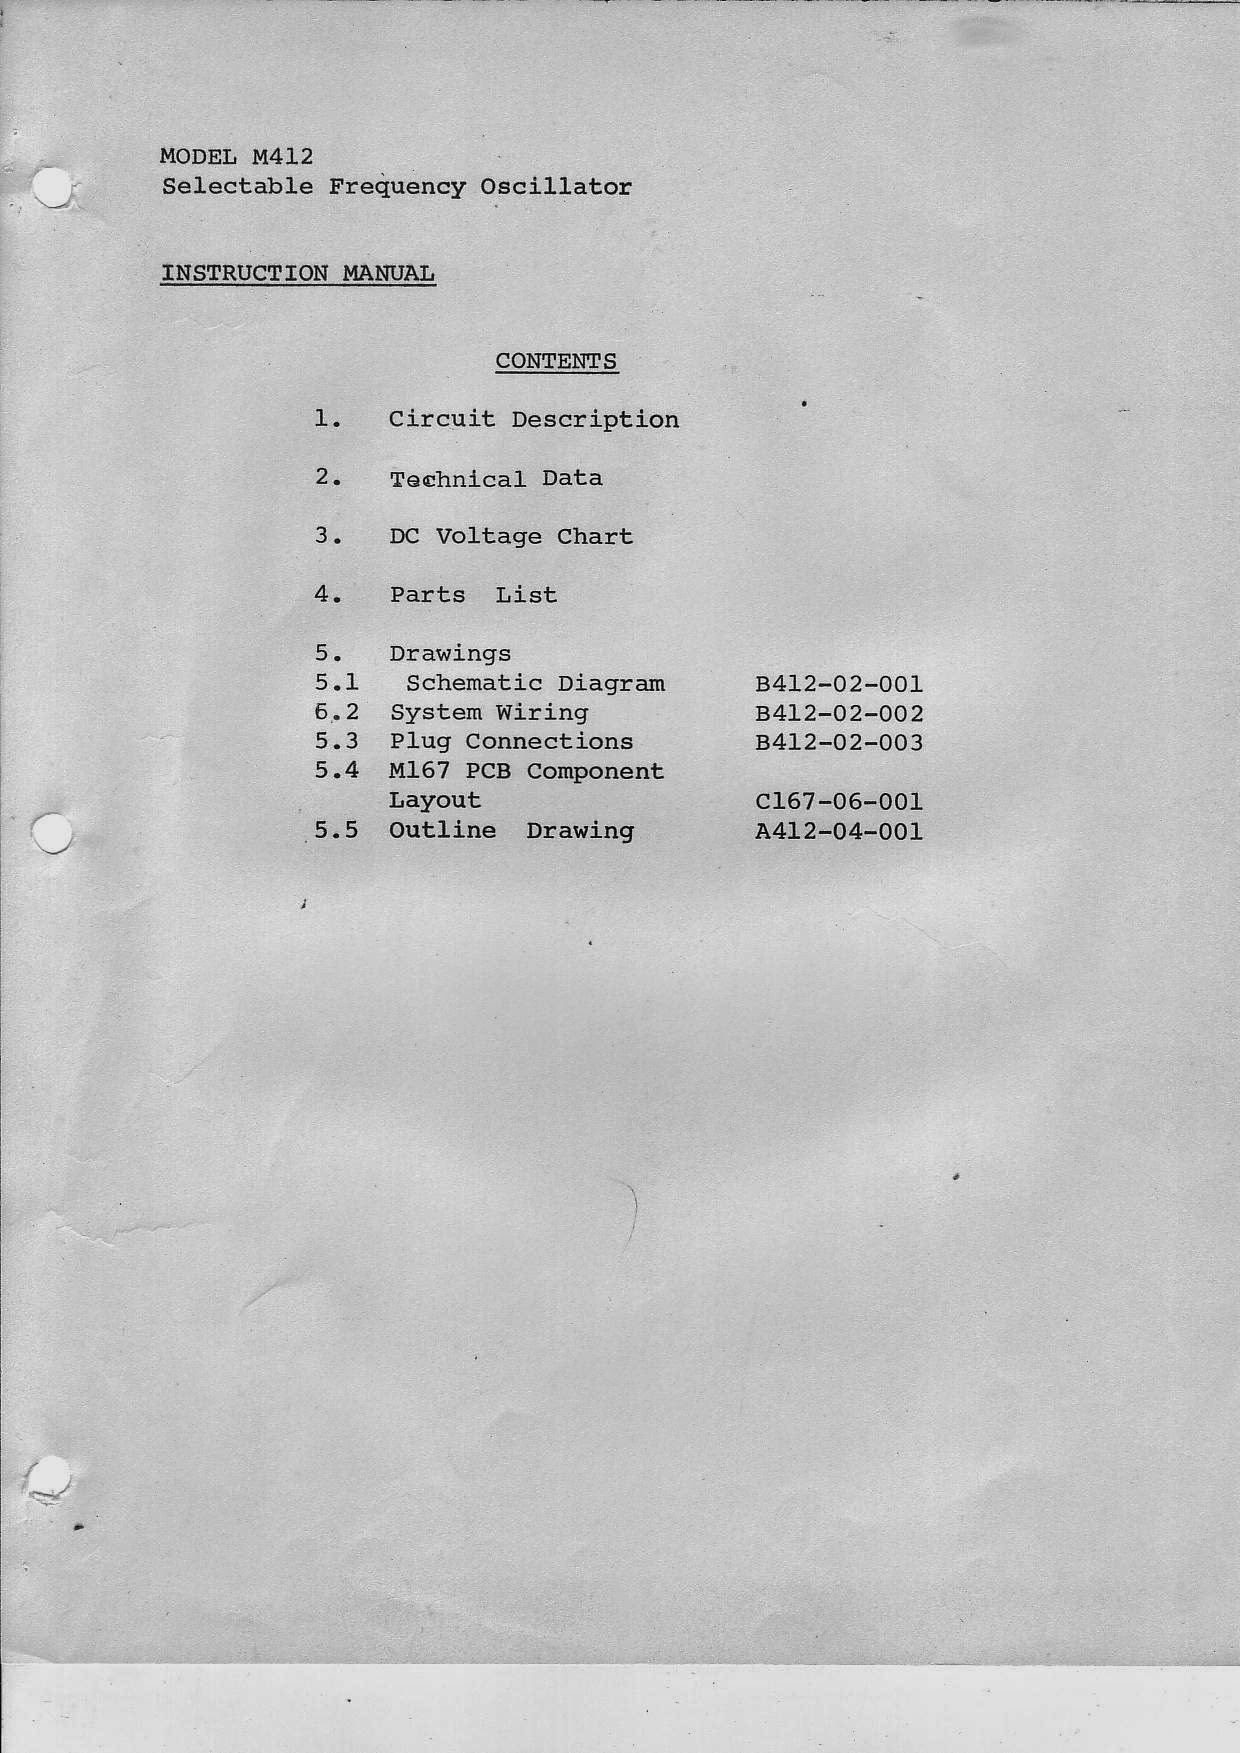 MODEL M412
Selectable Frequency Oscillator
INSTRUCTION MANUAL
CONTENTS
1. Circuit Description
2. Technical Data
3. DC Voltage Chart
4. Parts List
5. Drawings
5.1 Schematic Diagram B412-02-001
6.2 System Wiring B412-02-002
5.3 Plug Connections B412-02-003
5.4 M167 PCB Component
Layout C167-06-001
5.5 Outline Drawing A412-04-001